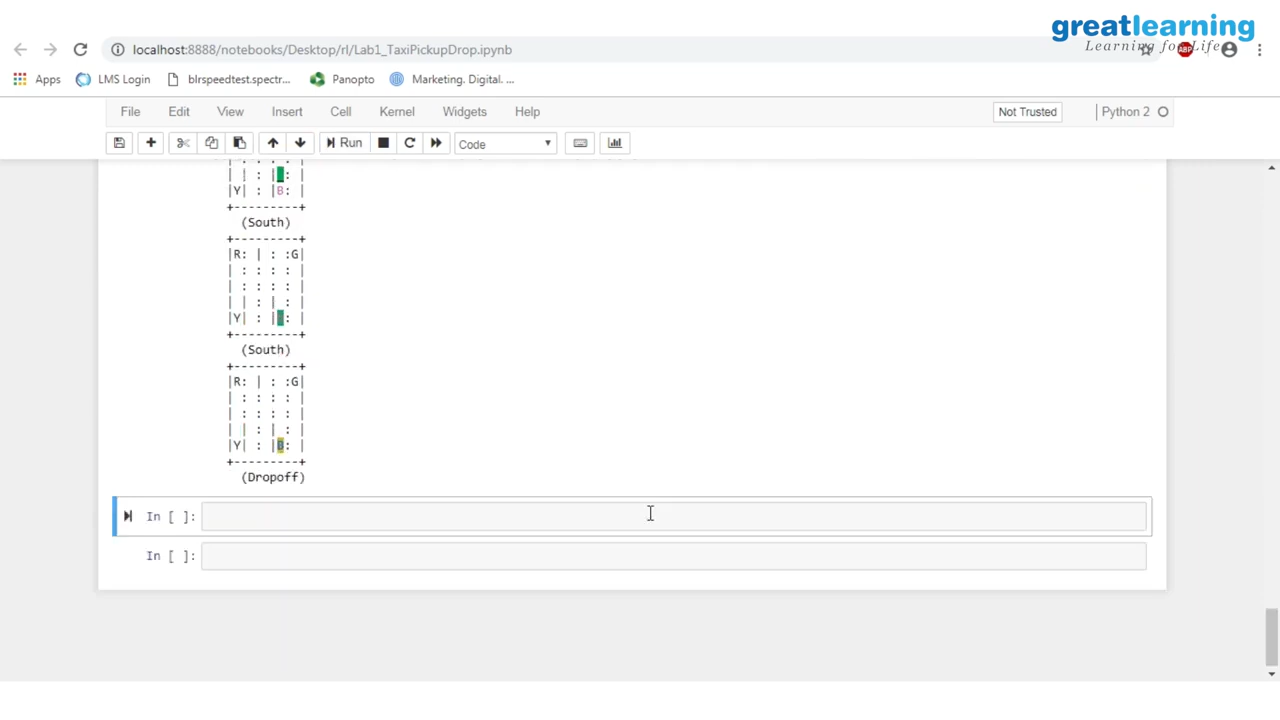 greatlearning
Learning for Life
localhost:8888/notebooks/Desktop/rl/Lab1_TaxiPickupDrop.ipynb
ABP
Apps LMS Login blrspeedtest.spectr... Panopto Marketing. Digital. ...
File Edit View Insert Cell Kernel Widgets Help Not Trusted Python 2
Run Code
| | : | : |
|Y| : |B: |
+---------+
(South)
+---------+
|R: | : :G|
| : : : : |
| : : : : |
| | : | : |
|Y| : | : |
+---------+
(South)
+---------+
|R: | : :G|
| : : : : |
| : : : : |
| | : | : |
|Y| : |B: |
+---------+
(Dropoff)
In [ ]:
In [ ]: